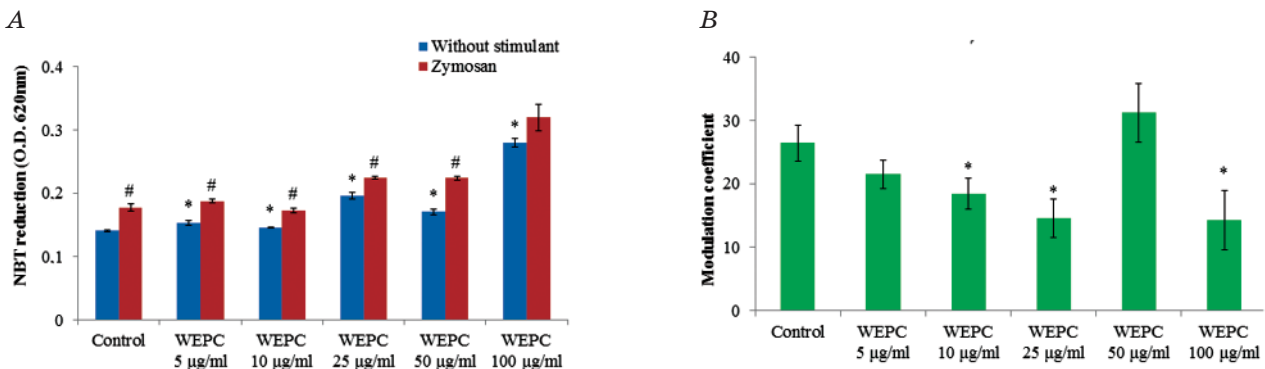 A
Without stimulant
Zymosan
NBT reduction (O.D. 620nm)
0.4
0.3
0.2
0.1
0
#
*
#
*
#
*
#
*
#
*
Control
WEPC
5 μg/ml
WEPC
10 μg/ml
WEPC
25 μg/ml
WEPC
50 μg/ml
WEPC
100 μg/ml
B
Modulation coefficient
40
30
20
10
0
*
*
*
Control
WEPC
5 μg/ml
WEPC
10 μg/ml
WEPC
25 μg/ml
WEPC
50 μg/ml
WEPC
100 μg/ml